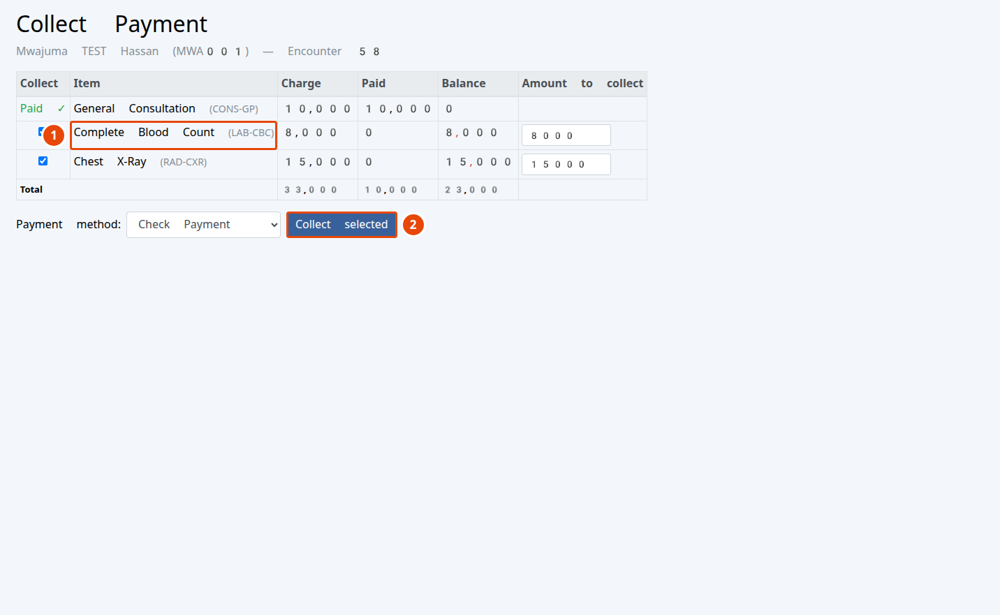 Collect Payment
Mwajuma TEST Hassan (MWA001) — Encounter 58
Collect Item Charge Paid Balance Amount to collect
Paid ✓ General Consultation (CONS-GP) 10,000 10,000 0
1 Complete Blood Count (LAB-CBC) 8,000 0 8,000 8000
Chest X-Ray (RAD-CXR) 15,000 0 15,000 15000
Total 33,000 10,000 23,000
Payment method: Check Payment Collect selected 2